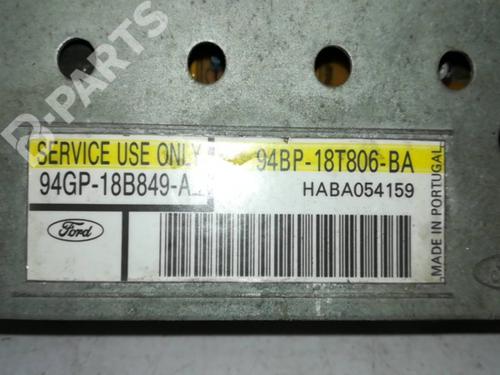 B-PARTS
SERVICE USE ONLY 94BP-18T806-BA
94GP-18B849-A HABA054159
Ford
MADE IN PORTUGAL